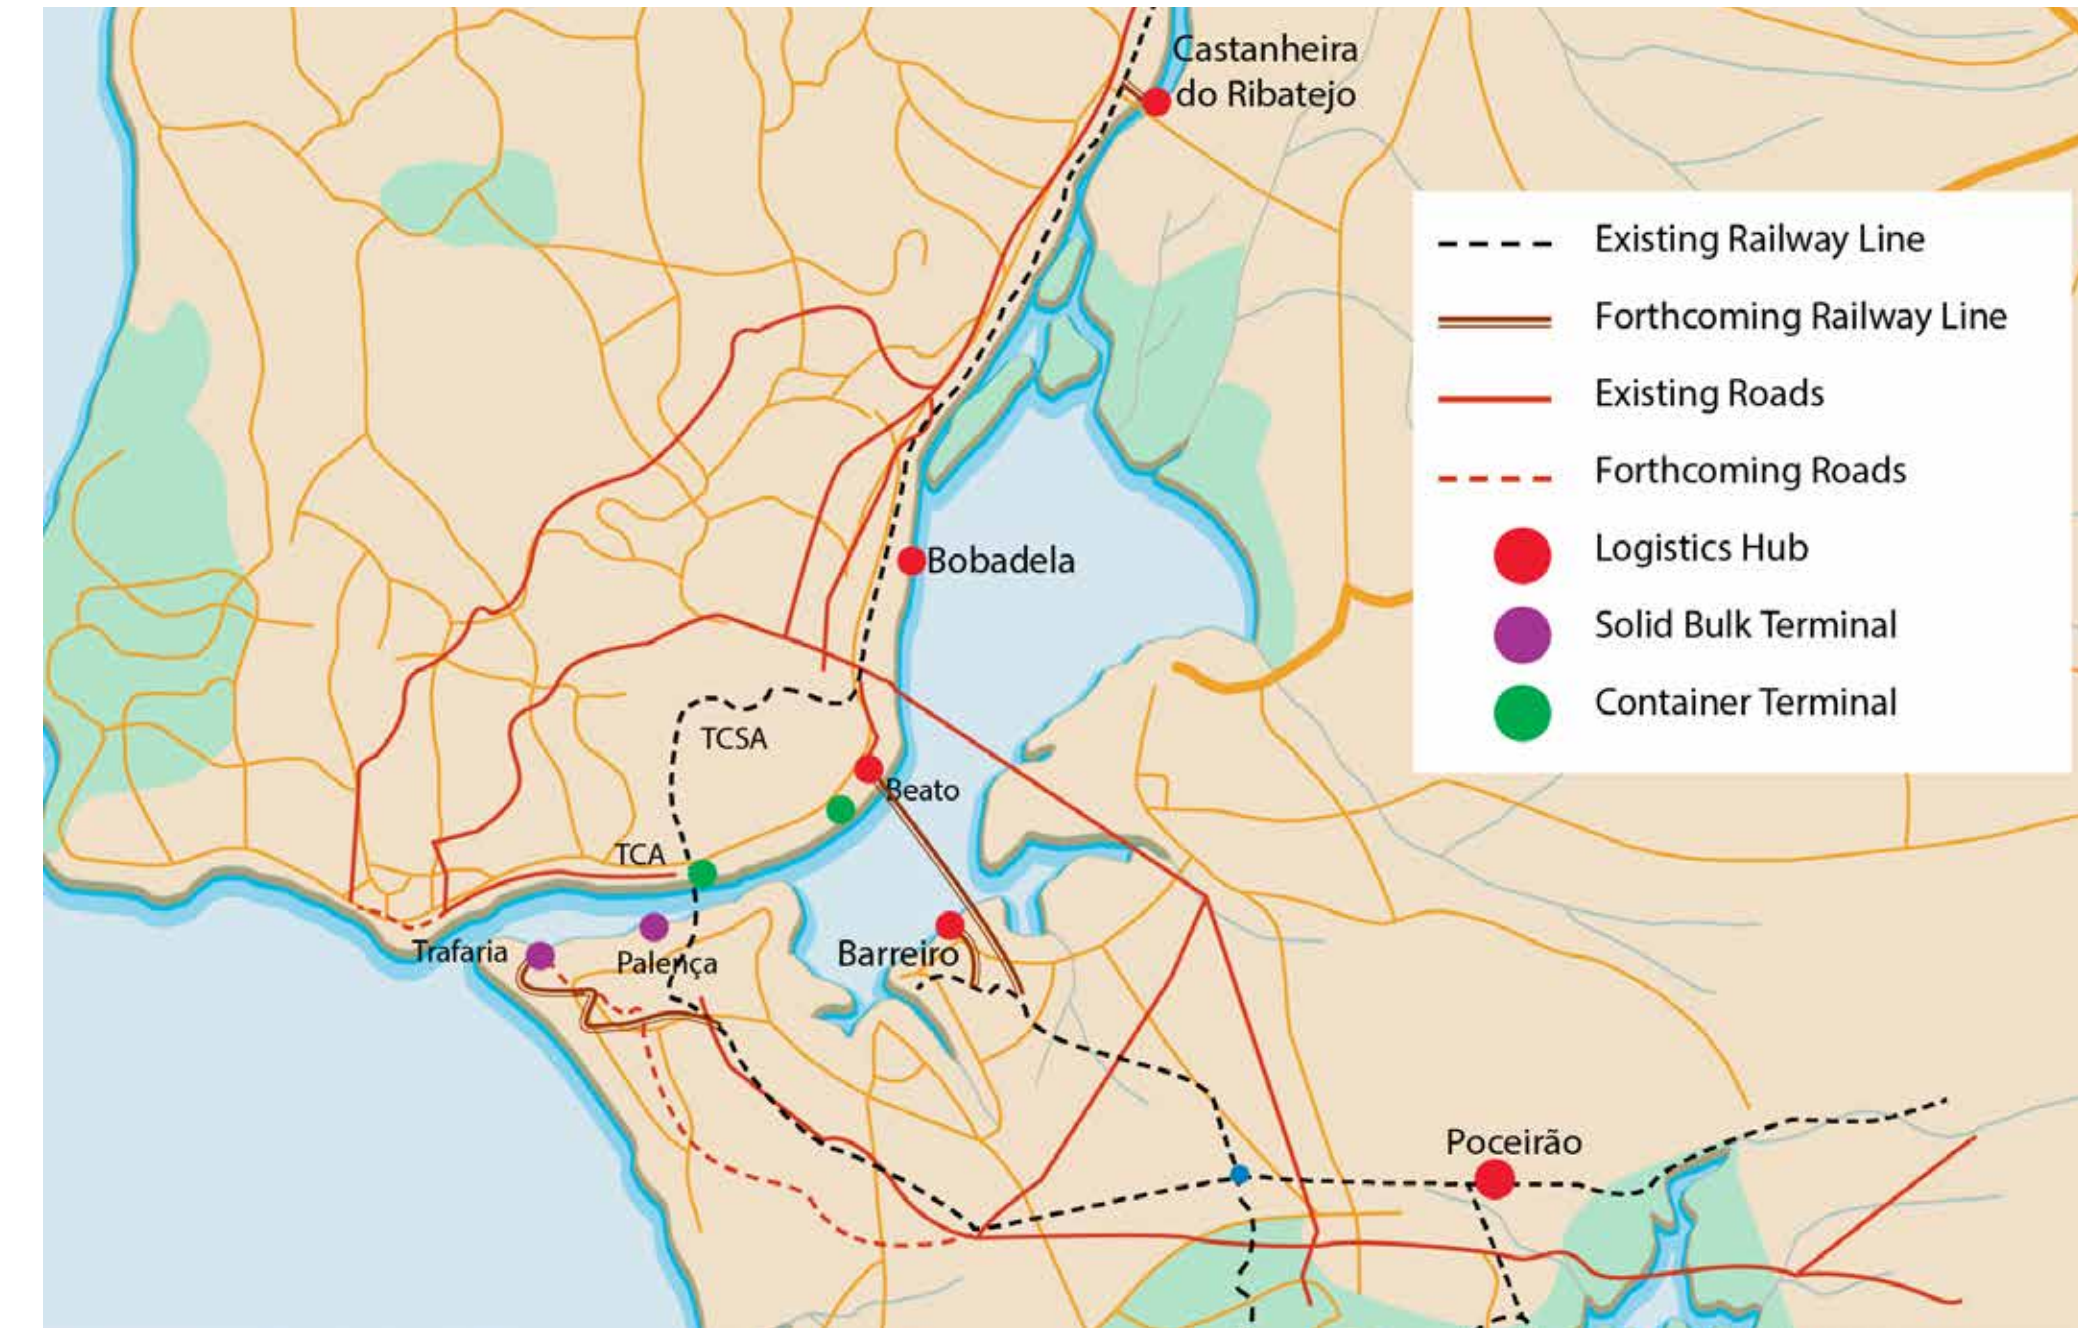 Castanheira
do Ribatejo
Existing Railway Line
Forthcoming Railway Line
Existing Roads
Forthcoming Roads
Logistics Hub
Solid Bulk Terminal
Container Terminal
Bobadela
TCSA
Beato
TCA
Trafaria
Palença
Barreiro
Poceirão